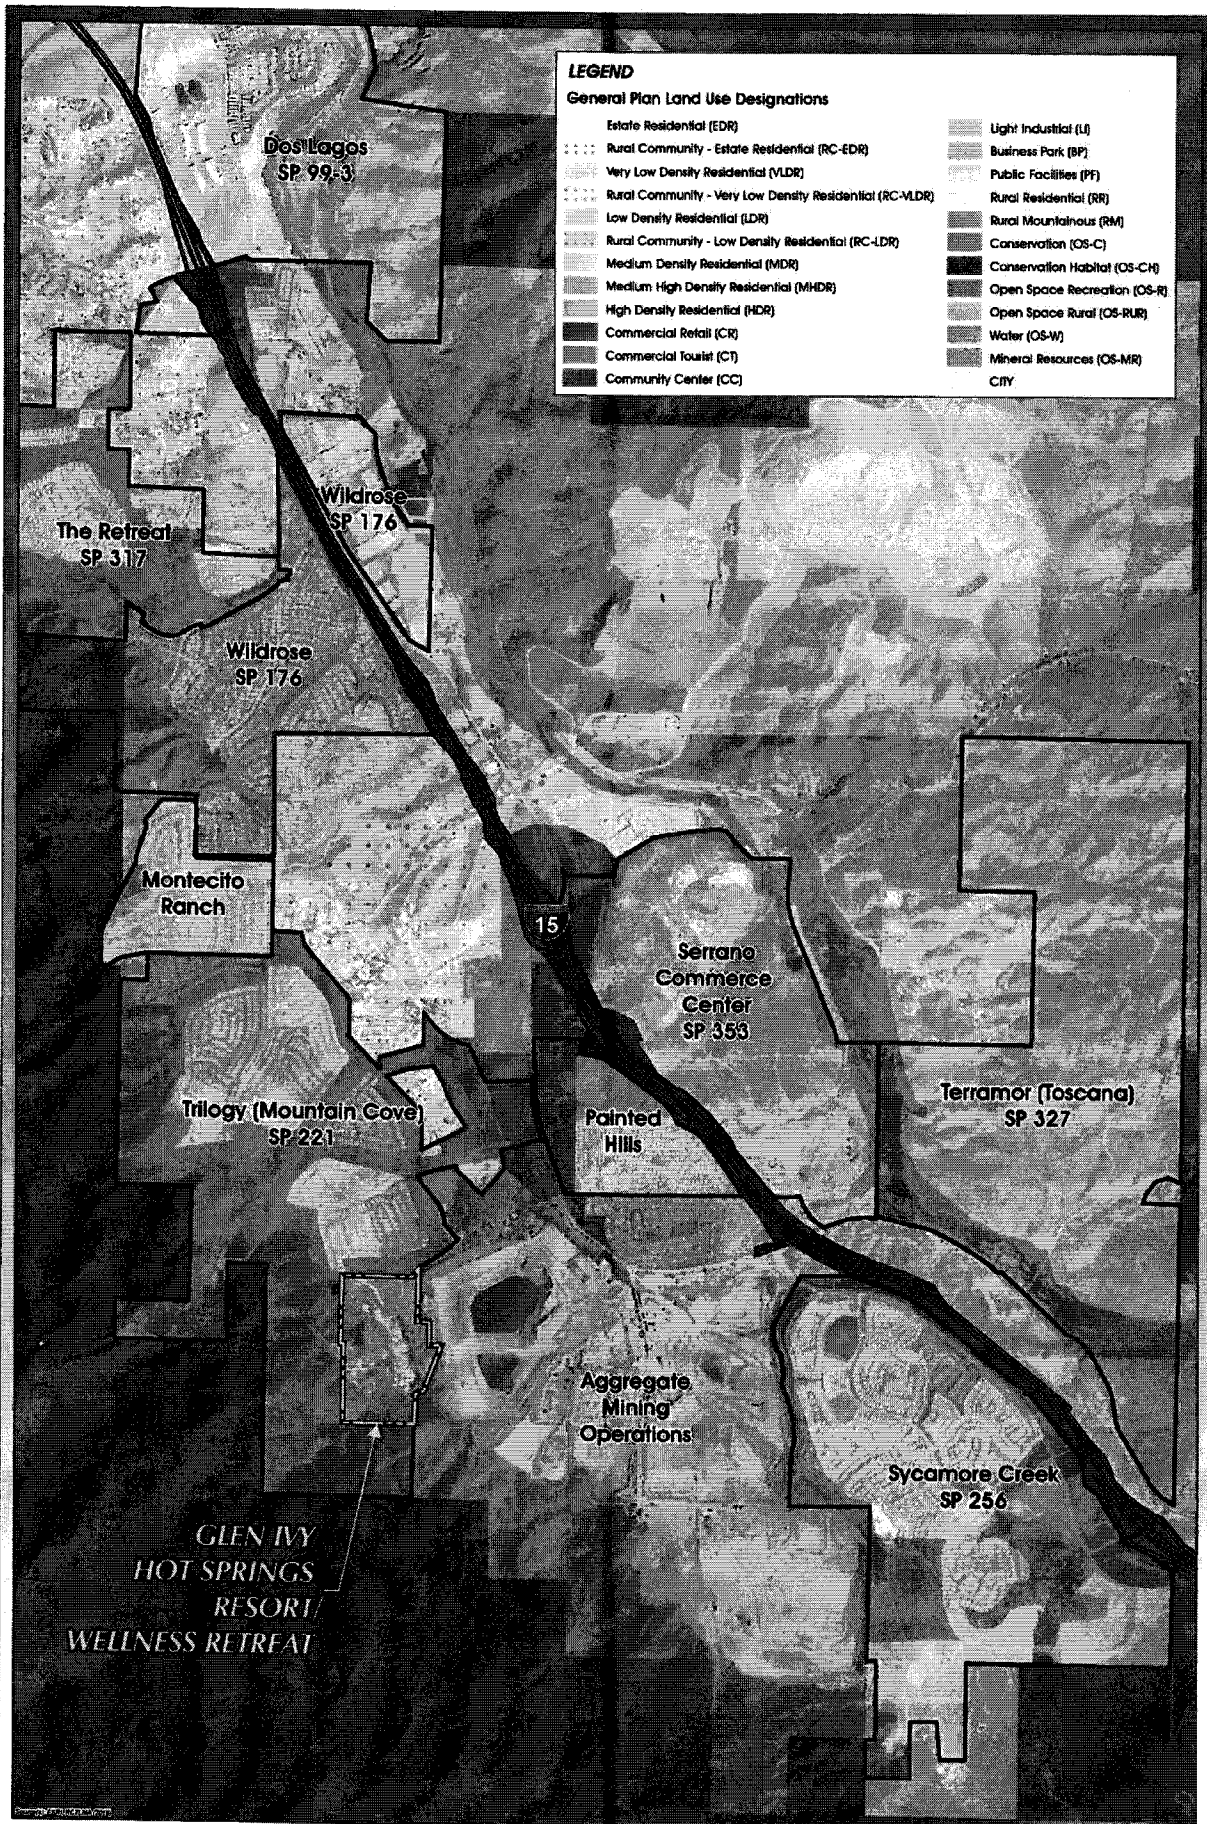 LEGEND
General Plan Land Use Designations
Estate Residential (EDR)
Rural Community - Estate Residential (RC-EDR)
Very Low Density Residential (VLDR)
Rural Community - Very Low Density Residential (RC-VLDR)
Low Density Residential (LDR)
Rural Community - Low Density Residential (RC-LDR)
Medium Density Residential (MDR)
Medium High Density Residential (MHDR)
High Density Residential (HDR)
Commercial Retail (CR)
Commercial Tourist (CT)
Community Center (CC)
Light Industrial (LI)
Business Park (BP)
Public Facilities (PF)
Rural Residential (RR)
Rural Mountainous (RM)
Conservation (OS-C)
Conservation Habitat (OS-CH)
Open Space Recreation (OS-R)
Open Space Rural (OS-RUR)
Water (OS-W)
Mineral Resources (OS-MR)
CITY
Dos Lagos
SP 99-3
Wildrose
SP 176
The Retreat
SP 317
Wildrose
SP 176
Montecito
Ranch
15
Serrano
Commerce
Center
SP 353
Trilogy (Mountain Cove)
SP 221
Painted
Hills
Terramor (Toscana)
SP 327
Aggregate
Mining
Operations
Sycamore Creek
SP 256
GLEN IVY
HOT SPRINGS
RESORT/
WELLNESS RETREAT